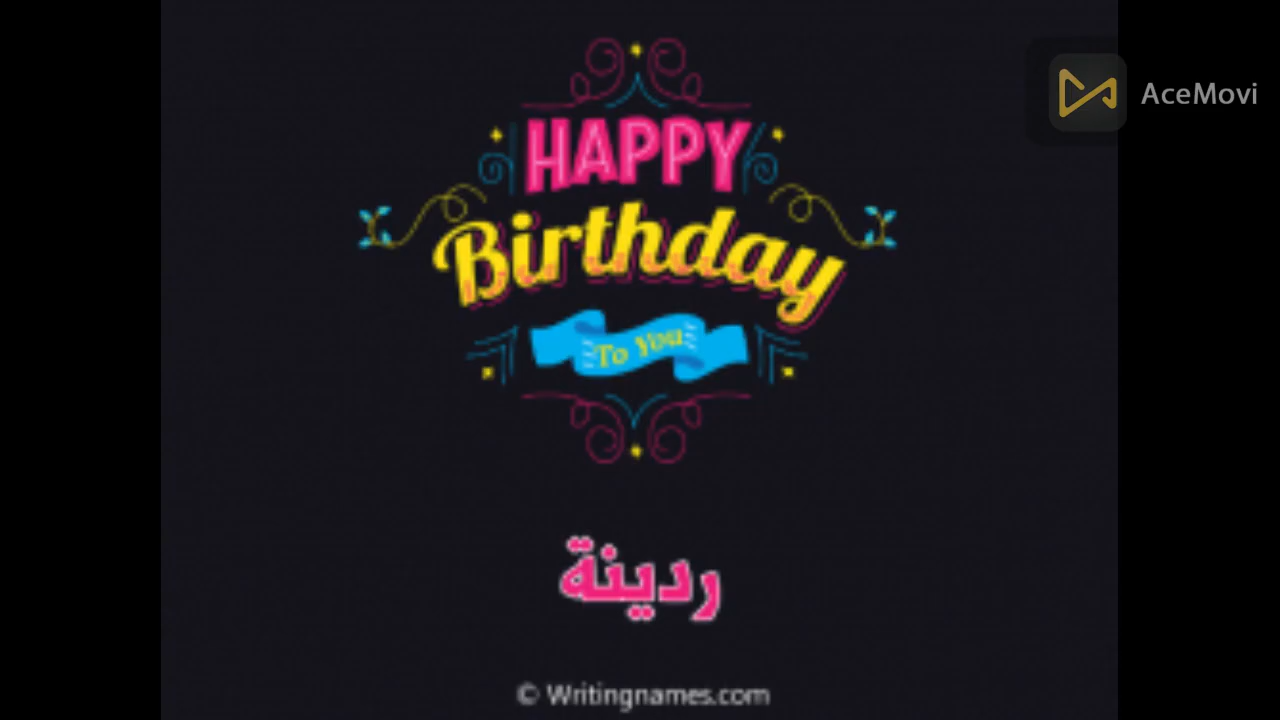 AceMovi
HAPPY
Birthday
To You
ردينة
© Writingnames.com